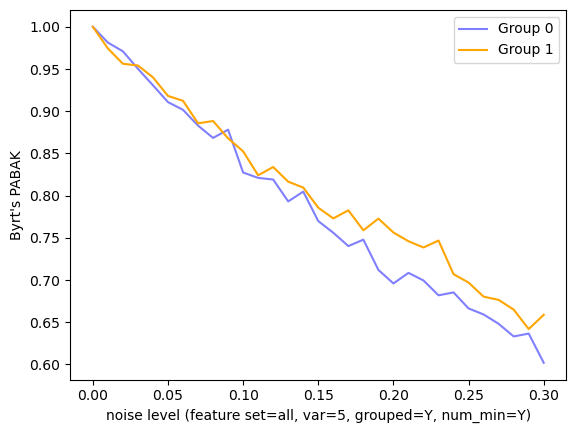 1.00
0.95
0.90
0.85
0.80
0.75
0.70
0.65
0.60
Byrt's PABAK
Group 0
Group 1
0.00 0.05 0.10 0.15 0.20 0.25 0.30
noise level (feature set=all, var=5, grouped=Y, num_min=Y)